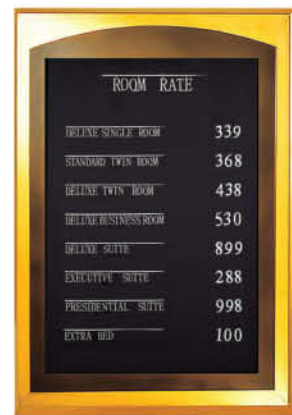 ROOM RATE
DELUXE SINGLE ROOM 339
STANDARD TWIN ROOM 368
DELUXE TWIN ROOM 438
DELUXE BUSINESS ROOM 530
DELUXE SUITE 899
EXECUTIVE SUITE 288
PRESIDENTIAL SUITE 998
EXTRA BED 100